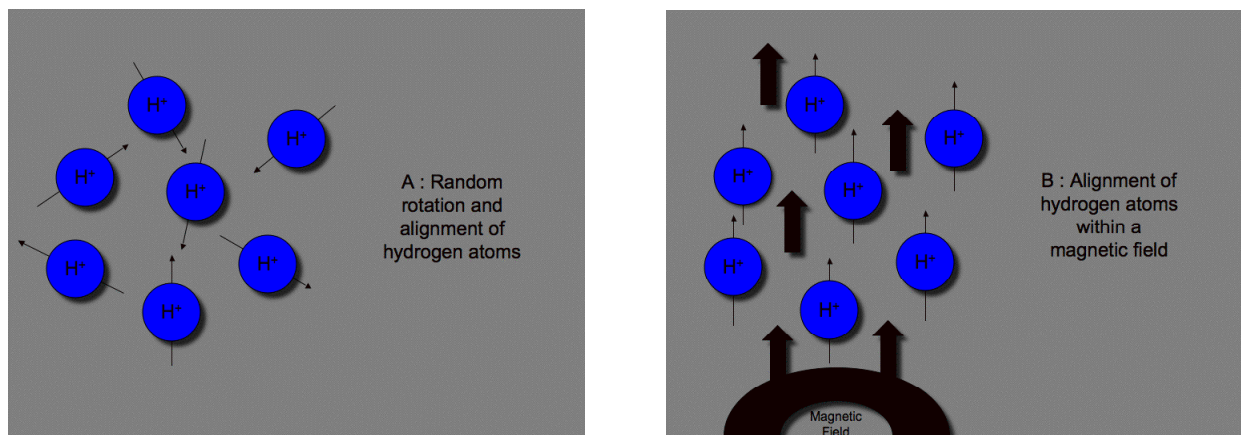 H⁺
H⁺
H⁺
H⁺
A : Random
rotation and
alignment of
hydrogen atoms
H⁺
H⁺
H⁺
H⁺
H⁺
H⁺
H⁺
B : Alignment of
hydrogen atoms
within a
magnetic field
H⁺
H⁺
H⁺
Magnetic
Field